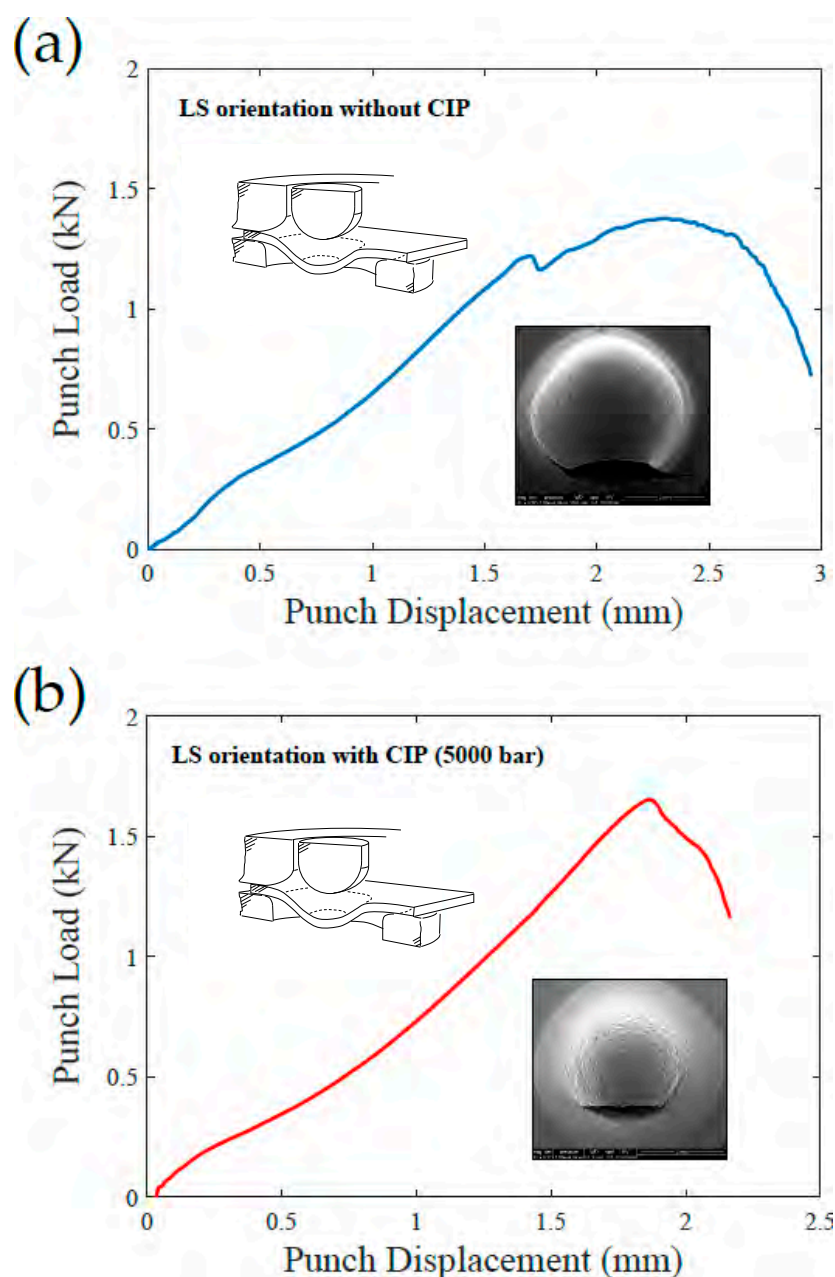 (a)
2
LS orientation without CIP
1.5
1
0.5
0
Punch Load (kN)
0 0.5 1 1.5 2 2.5 3
Punch Displacement (mm)
(b)
2
LS orientation with CIP (5000 bar)
1.5
1
0.5
0
Punch Load (kN)
0 0.5 1 1.5 2 2.5
Punch Displacement (mm)